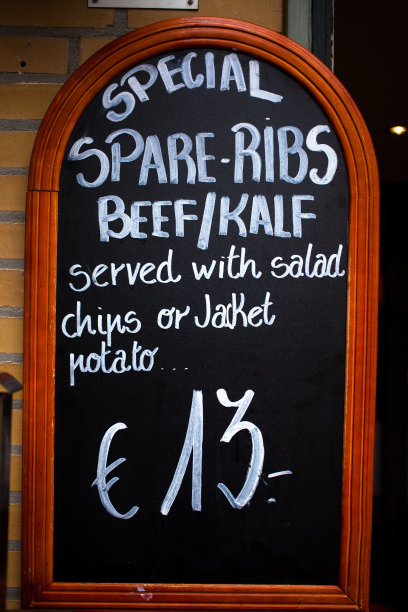 SPECIAL
SPARE-RIBS
BEEF/KALF
served with salad
chips or Jacket
potato...
€ 13.-